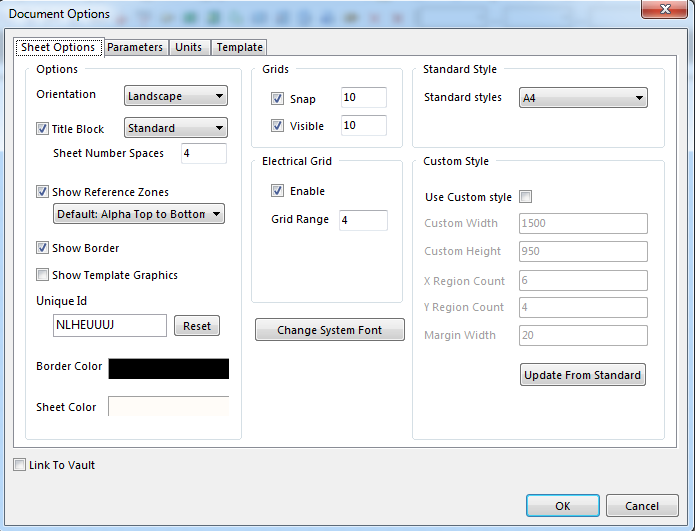 Document Options
Sheet Options Parameters Units Template
Options
Orientation Landscape
Title Block Standard
Sheet Number Spaces 4
Show Reference Zones
Default: Alpha Top to Botton
Show Border
Show Template Graphics
Unique Id
NLHEUUUJ Reset
Border Color
Sheet Color
Grids
Snap 10
Visible 10
Electrical Grid
Enable
Grid Range 4
Change System Font
Standard Style
Standard styles A4
Custom Style
Use Custom style
Custom Width 1500
Custom Height 950
X Region Count 6
Y Region Count 4
Margin Width 20
Update From Standard
Link To Vault
OK Cancel